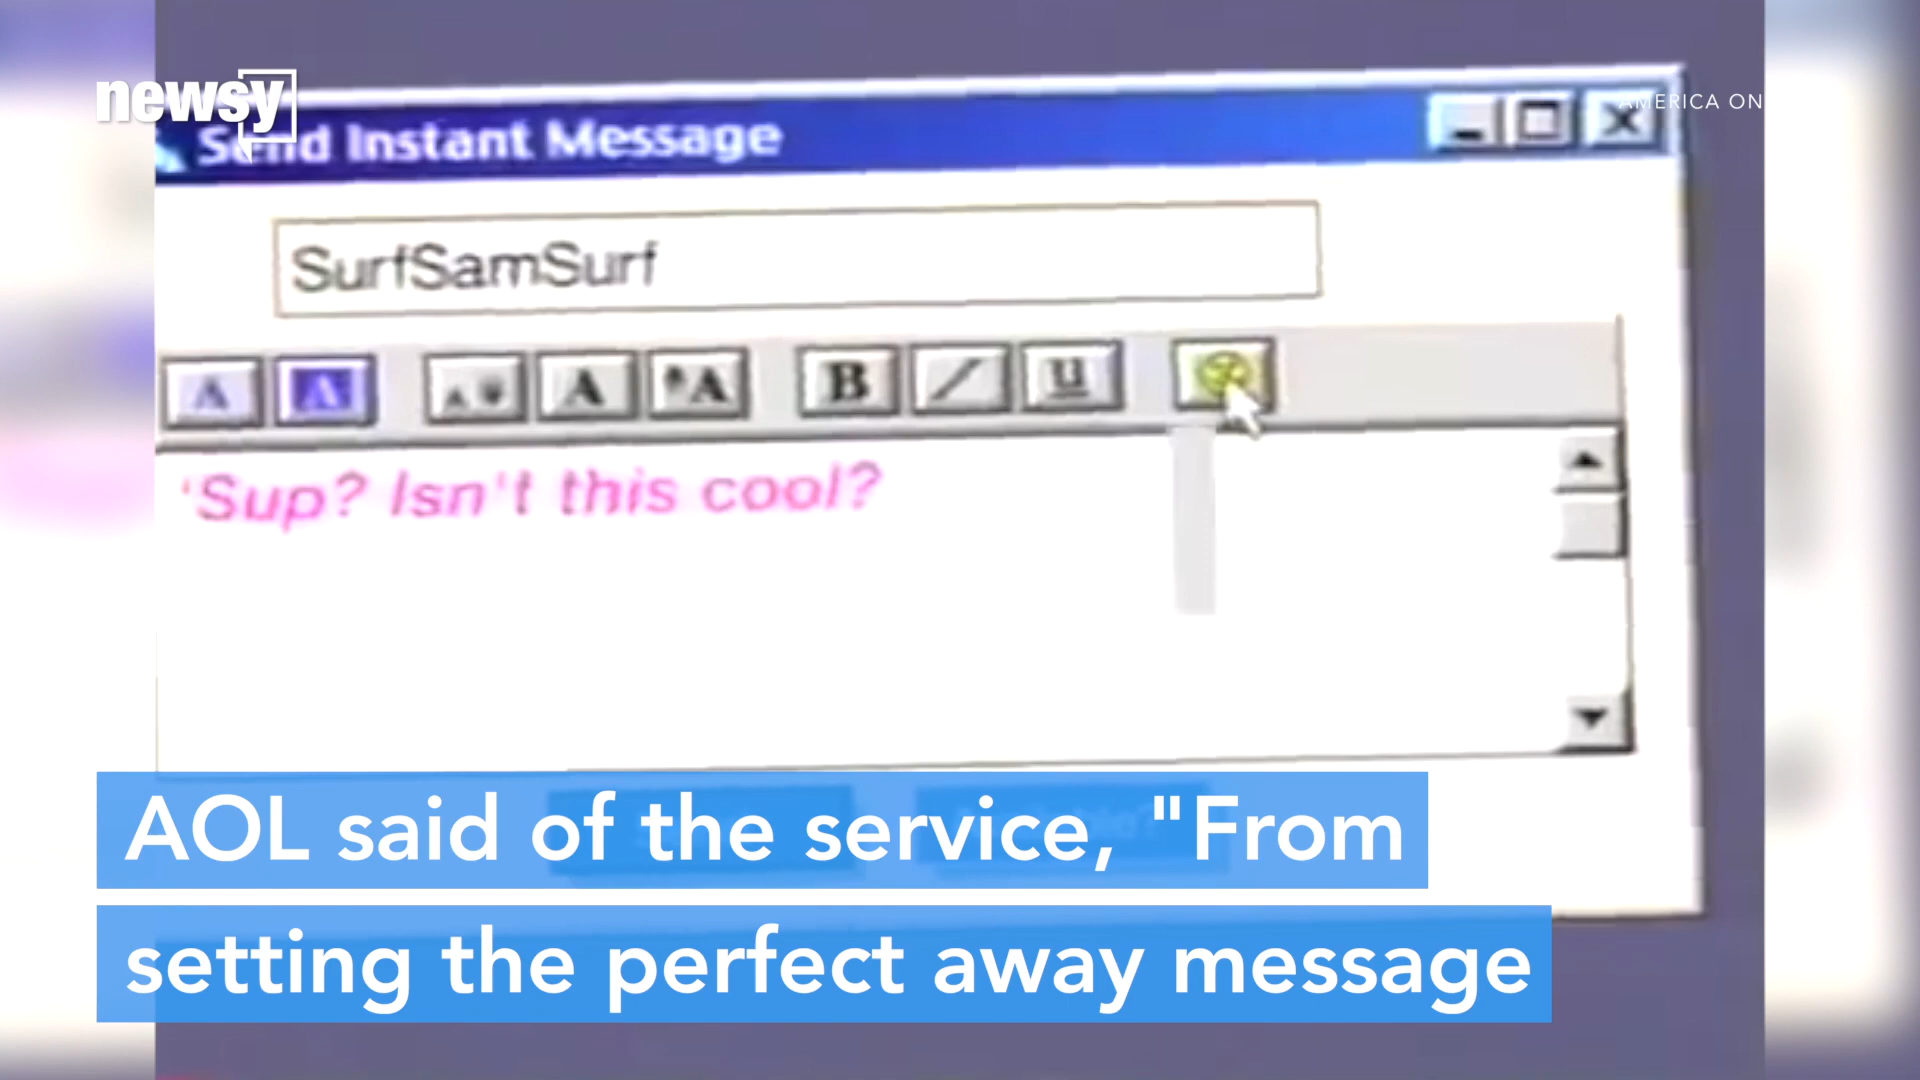 newsy
AMERICA ON
Send Instant Message
SurfSamSurf
A A A A A B / U
'Sup? Isn't this cool?
AOL said of the service, "From
setting the perfect away message